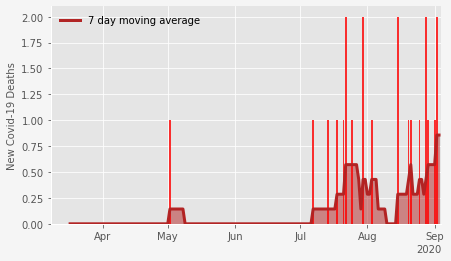 7 day moving average
New Covid-19 Deaths
2.00
1.75
1.50
1.25
1.00
0.75
0.50
0.25
0.00
Apr
May
Jun
Jul
Aug
Sep
2020